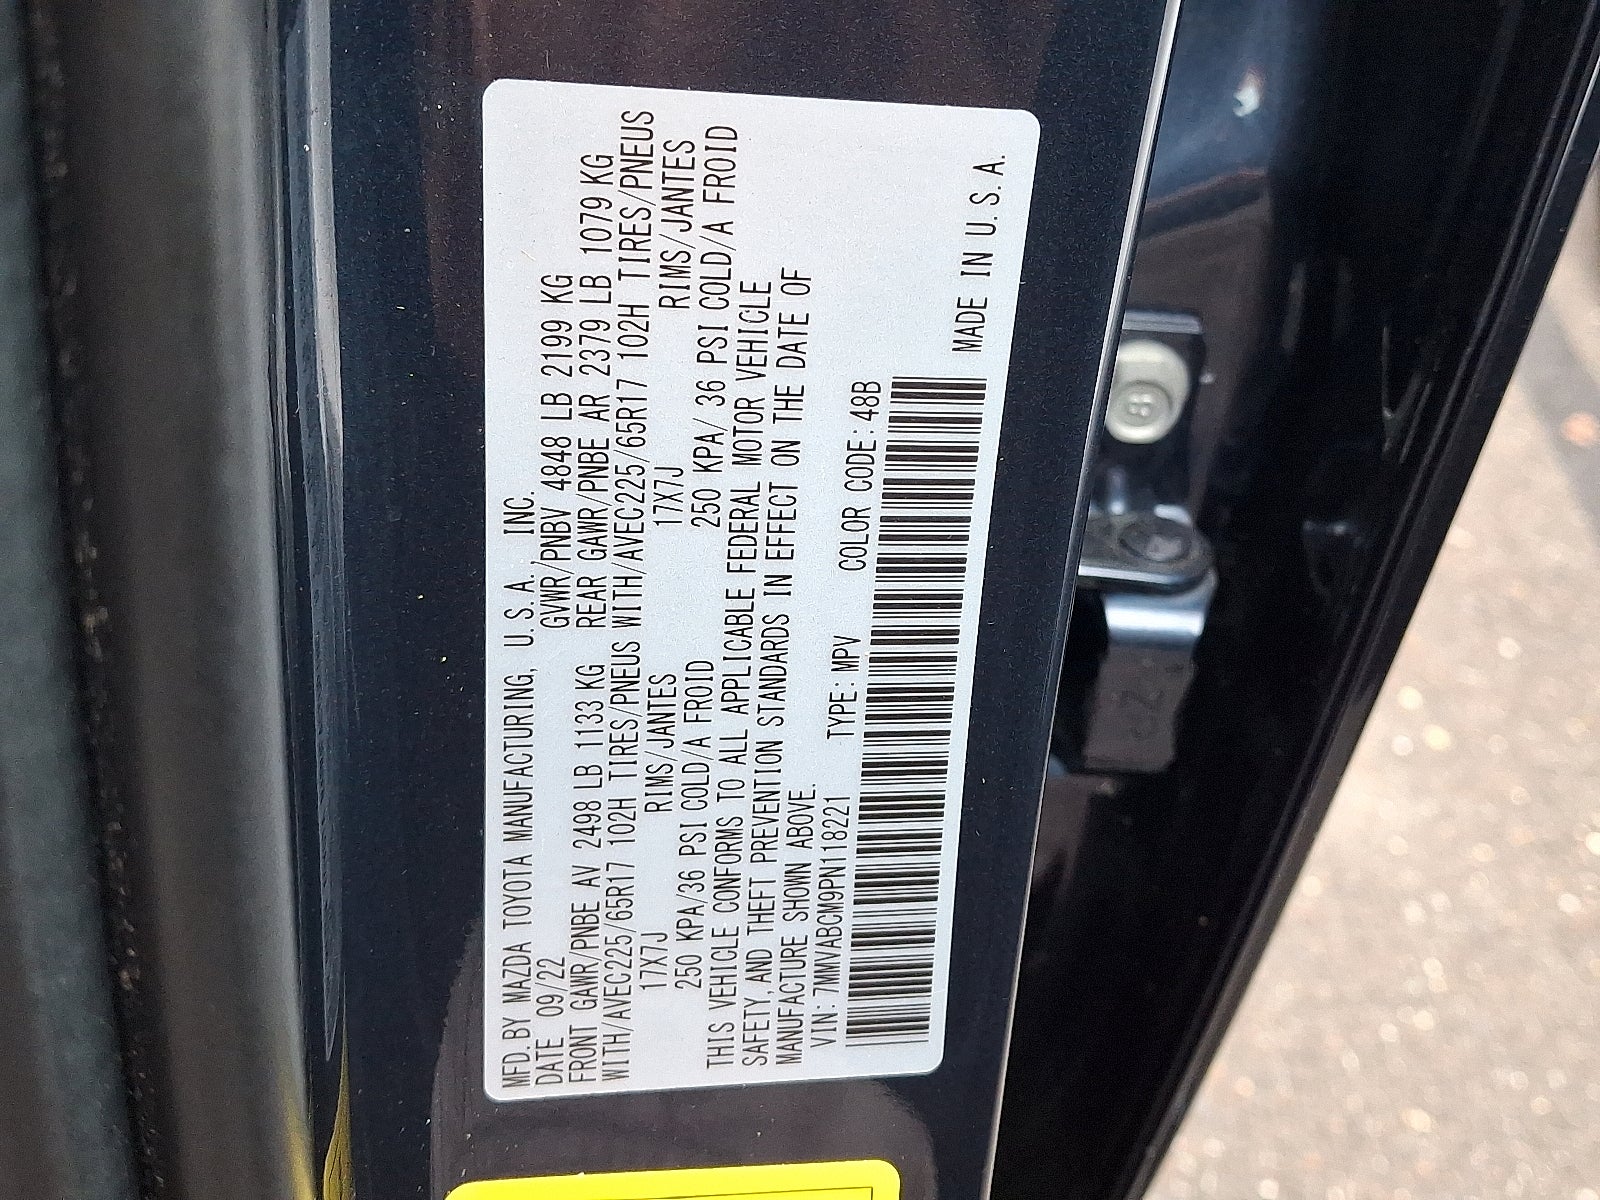 MFD. BY MAZDA TOYOTA MANUFACTURING, U. S. A. , INC.
DATE 09/22 GVWR/PNBV 4848 LB 2199 KG
FRONT GAWR/PNBE AV 2498 LB 1133 KG REAR GAWR/PNBE AR 2379 LB 1079 KG
WITH/AVEC225/65R17 102H TIRES/PNEUS WITH/AVEC225/65R17 102H TIRES/PNEUS
17X7J RIMS/JANTES 17X7J RIMS/JANTES
250 KPA/36 PSI COLD/A FROID 250 KPA/ 36 PSI COLD/A FROID
THIS VEHICLE CONFORMS TO ALL APPLICABLE FEDERAL MOTOR VEHICLE
SAFETY, AND THEFT PREVENTION STANDARDS IN EFFECT ON THE DATE OF
MANUFACTURE SHOWN ABOVE.
VIN: 7MMVABCM9PN118221 TYPE: MPV COLOR CODE: 48B
MADE IN U. S. A.
8